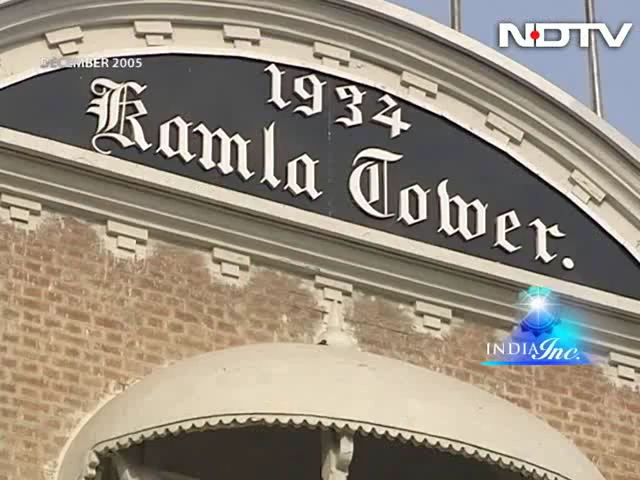 NDTV
DECEMBER 2005
1934
Kamla Tower.
INDIA Inc.